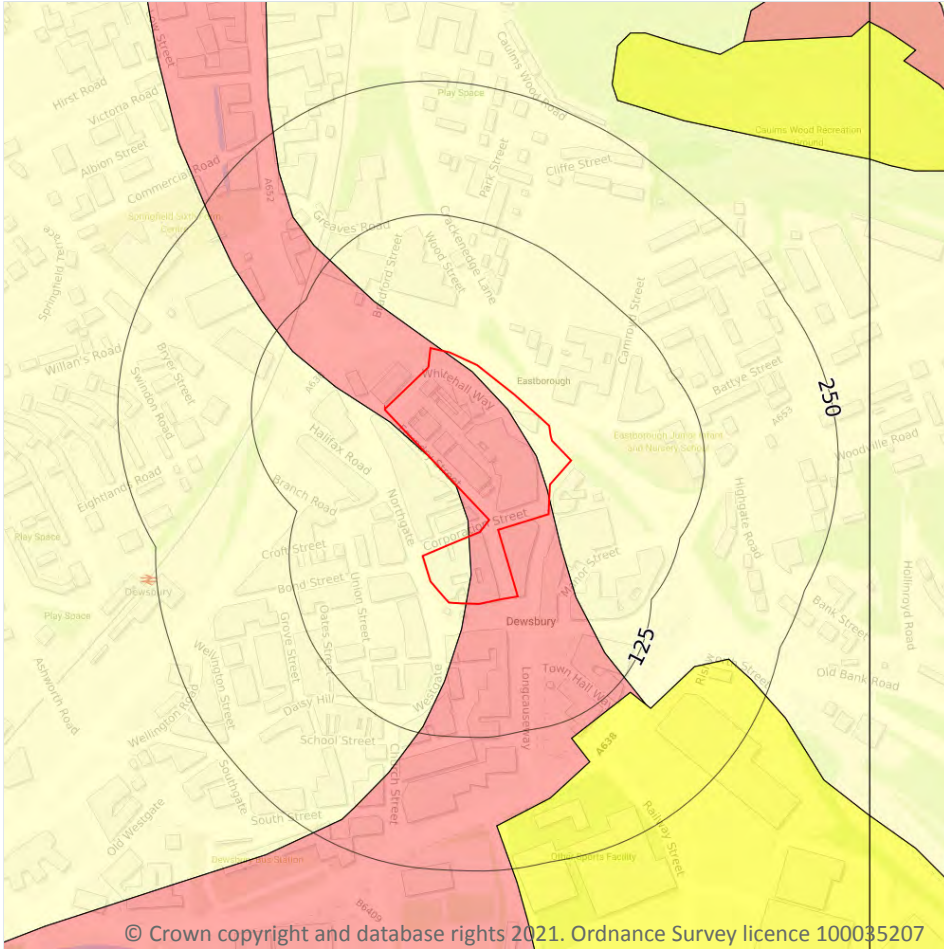 Caulms Wood Road
Hirst Road
Victoria Road
Play Space
Albion Street
Commercial Road
A652
Caulms Wood Recreation
Ground
Cliffe Street
Park Street
Springfield Terrace
Greaves Road
Crackenedge Lane
Wood Street
Bradford Street
Camroyd Street
Willan's Road
Bryer Street
Swindon Road
Whitehall Way
Eastborough
Battye Street
250
A653
Woodville Road
Halifax Road
Eastborough Junior Infant
and Nursery School
Eightlands Road
Branch Road
Northgate
Corporation Street
Highgate Road
Play Space
Croft Street
Bond Street
Union Street
Oates Street
Grove Street
Dewsbury
Hollinroyd Road
Play Space
Bank Street
Dewsbury
125
Old Bank Road
Ashworth Road
Wellington Street
Wellington Road
Daisy Hill
Westgate
Longcauseway
Town Hall Way
School Street
A638
Southgate
Church Street
South Street
Old Westgate
Railway Street
Dewsbury Bus Station
Other Sports Facility
B6409
© Crown copyright and database rights 2021. Ordnance Survey licence 100035207